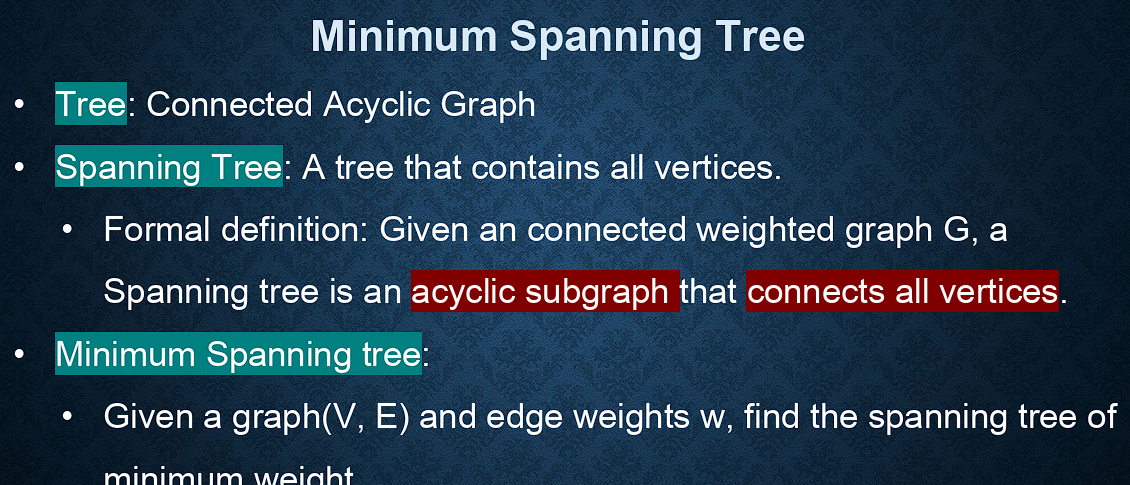 Minimum Spanning Tree
• Tree: Connected Acyclic Graph
• Spanning Tree: A tree that contains all vertices.
• Formal definition: Given an connected weighted graph G, a
Spanning tree is an acyclic subgraph that connects all vertices.
• Minimum Spanning tree:
• Given a graph(V, E) and edge weights w, find the spanning tree of
minimum weight